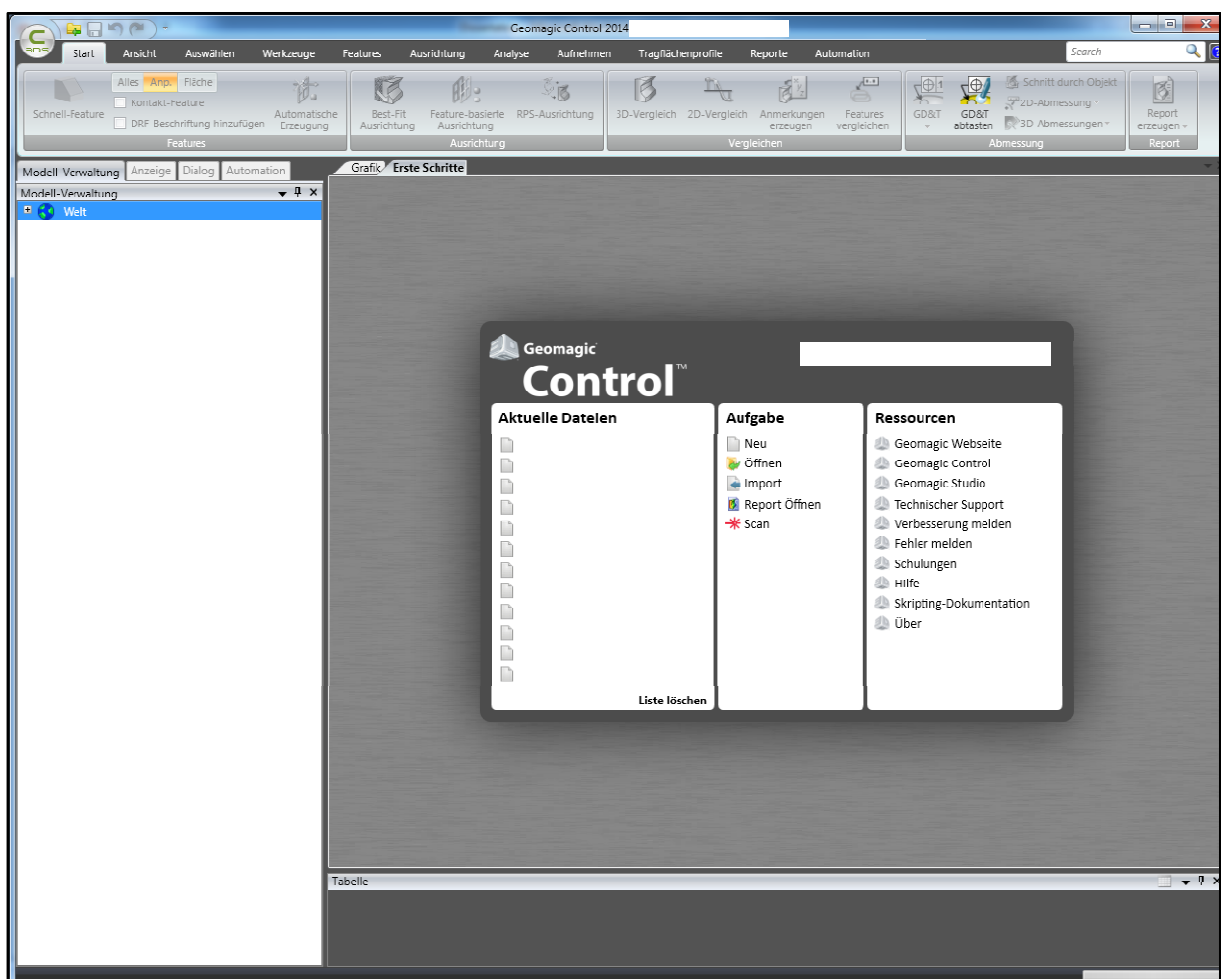 Geomagic Control 2014
Start Ansicht Auswählen Werkzeuge Features Ausrichtung Analyse Aufnehmen Tragflächenprofile Reporte Automation Search
Schnell-Feature
Alles Anp. Fläche
Kontakt-Feature
DRF Beschriftung hinzufügen
Automatische Erzeugung
Features
Best-Fit Ausrichtung
Feature-basierte Ausrichtung
RPS-Ausrichtung
Ausrichtung
3D-Vergleich
2D-Vergleich
Anmerkungen erzeugen
Features vergleichen
Vergleichen
GD&T
GD&T abtasten
Schritt durch Objekt
2D-Abmessung
3D Abmessungen
Abmessung
Report erzeugen
Report
Modell Verwaltung Anzeige Dialog Automation
Modell-Verwaltung
Welt
Grafik Erste Schritte
Geomagic
Control™
Aktuelle Dateien
Liste löschen
Aufgabe
Neu
Öffnen
Import
Report Öffnen
Scan
Ressourcen
Geomagic Webseite
Geomagic Control
Geomagic Studio
Technischer Support
Verbesserung melden
Fehler melden
Schulungen
Hilfe
Skripting-Dokumentation
Über
Tabelle